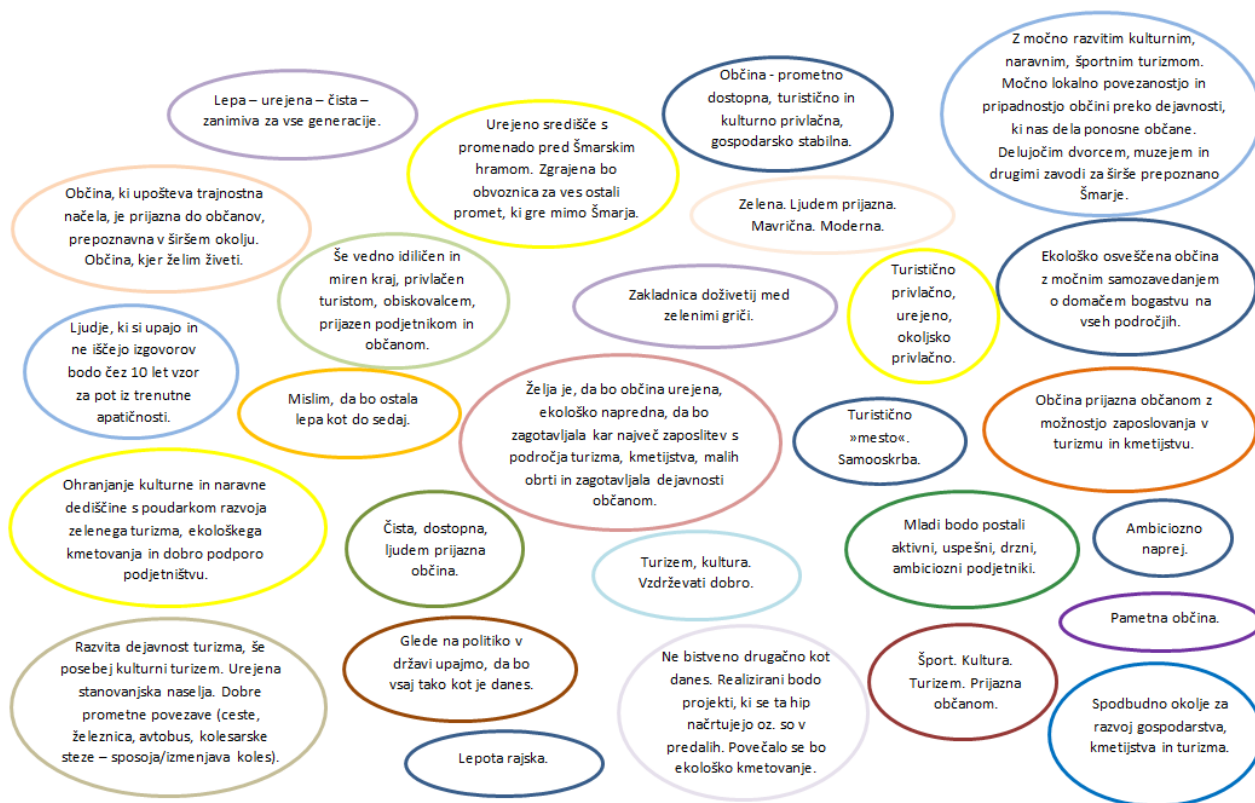 Lepa – urejena – čista –
zanimiva za vse generacije.
Urejeno središče s
promenado pred Šmarskim
hramom. Zgrajena bo
obvoznica za ves ostali
promet, ki gre mimo Šmarja.
Občina - prometno
dostopna, turistično in
kulturno privlačna,
gospodarsko stabilna.
Z močno razvitim kulturnim,
naravnim, športnim turizmom.
Močno lokalno povezanostjo in
pripadnostjo občini preko dejavnosti,
ki nas dela ponosne občane.
Delujočim dvorcem, muzejem in
drugimi zavodi za širše prepoznano
Šmarje.
Občina, ki upošteva trajnostna
načela, je prijazna do občanov,
prepoznavna v širšem okolju.
Občina, kjer želim živeti.
Še vedno idiličen in
miren kraj, privlačen
turistom, obiskovalcem,
prijazen podjetnikom in
občanom.
Zelena. Ljudem prijazna.
Mavrična. Moderna.
Zakladnica doživetij med
zelenimi griči.
Turistično
privlačno,
urejeno,
okoljsko
privlačno.
Ekološko osveščena občina
z močnim samozavedanjem
o domačem bogastvu na
vseh področjih.
Ljudje, ki si upajo in
ne iščejo izgovorov
bodo čez 10 let vzor
za pot iz trenutne
apatičnosti.
Mislim, da bo ostala
lepa kot do sedaj.
Želja je, da bo občina urejena,
ekološko napredna, da bo
zagotavljala kar največ zaposlitev s
področja turizma, kmetijstva, malih
obrti in zagotavljala dejavnosti
občanom.
Turistično
»mesto«.
Samooskrba.
Občina prijazna občanom z
možnostjo zaposlovanja v
turizmu in kmetijstvu.
Ohranjanje kulturne in naravne
dediščine s poudarkom razvoja
zelenega turizma, ekološkega
kmetovanja in dobro podporo
podjetništvu.
Čista, dostopna,
ljudem prijazna
občina.
Turizem, kultura.
Vzdrževati dobro.
Mladi bodo postali
aktivni, uspešni, drzni,
ambiciozni podjetniki.
Ambiciozno
naprej.
Pametna občina.
Razvita dejavnost turizma, še
posebej kulturni turizem. Urejena
stanovanjska naselja. Dobre
prometne povezave (ceste,
železnica, avtobus, kolesarske
steze – sposoja/izmenjava koles).
Glede na politiko v
državi upajmo, da bo
vsaj tako kot je danes.
Lepota rajska.
Ne bistveno drugačno kot
danes. Realizirani bodo
projekti, ki se ta hip
načrtujejo oz. so v
predalih. Povečalo se bo
ekološko kmetovanje.
Šport. Kultura.
Turizem. Prijazna
občanom.
Spodbudno okolje za
razvoj gospodarstva,
kmetijstva in turizma.